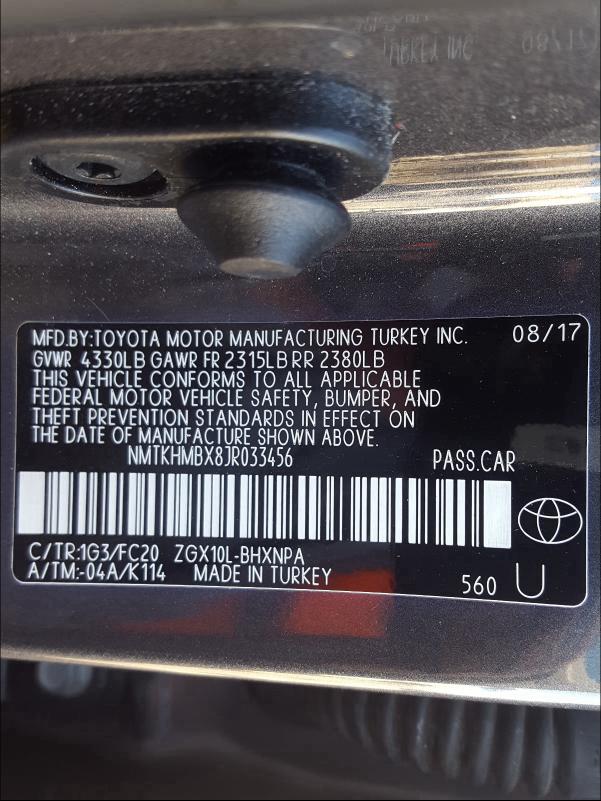 MFD.BY:TOYOTA MOTOR MANUFACTURING TURKEY INC. 08/17
GVWR 4330LB GAWR FR 2315LB RR 2380LB
THIS VEHICLE CONFORMS TO ALL APPLICABLE
FEDERAL MOTOR VEHICLE SAFETY, BUMPER, AND
THEFT PREVENTION STANDARDS IN EFFECT ON
THE DATE OF MANUFACTURE SHOWN ABOVE.
NMTKHMBX8JR033456 PASS.CAR
C/TR:1G3/FC20 ZGX10L-BHXNPA
A/TM:-04A/K114 MADE IN TURKEY 560 U